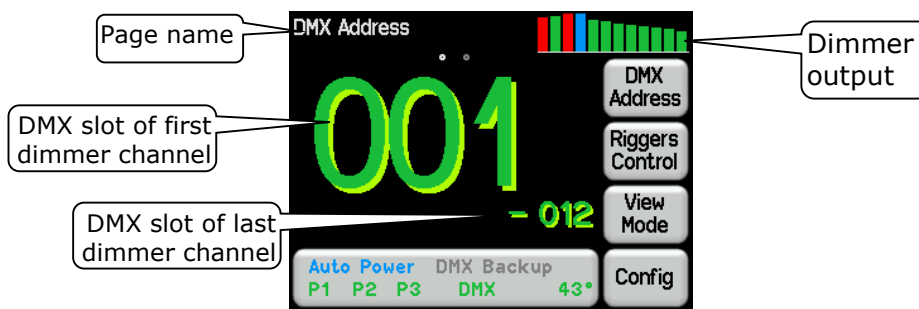 Page name
DMX Address
Dimmer
output
DMX
Address
DMX slot of first
dimmer channel
001
Riggers
Control
DMX slot of last
dimmer channel
- 012
View
Mode
Auto Power DMX Backup
P1 P2 P3 DMX 43°
Config